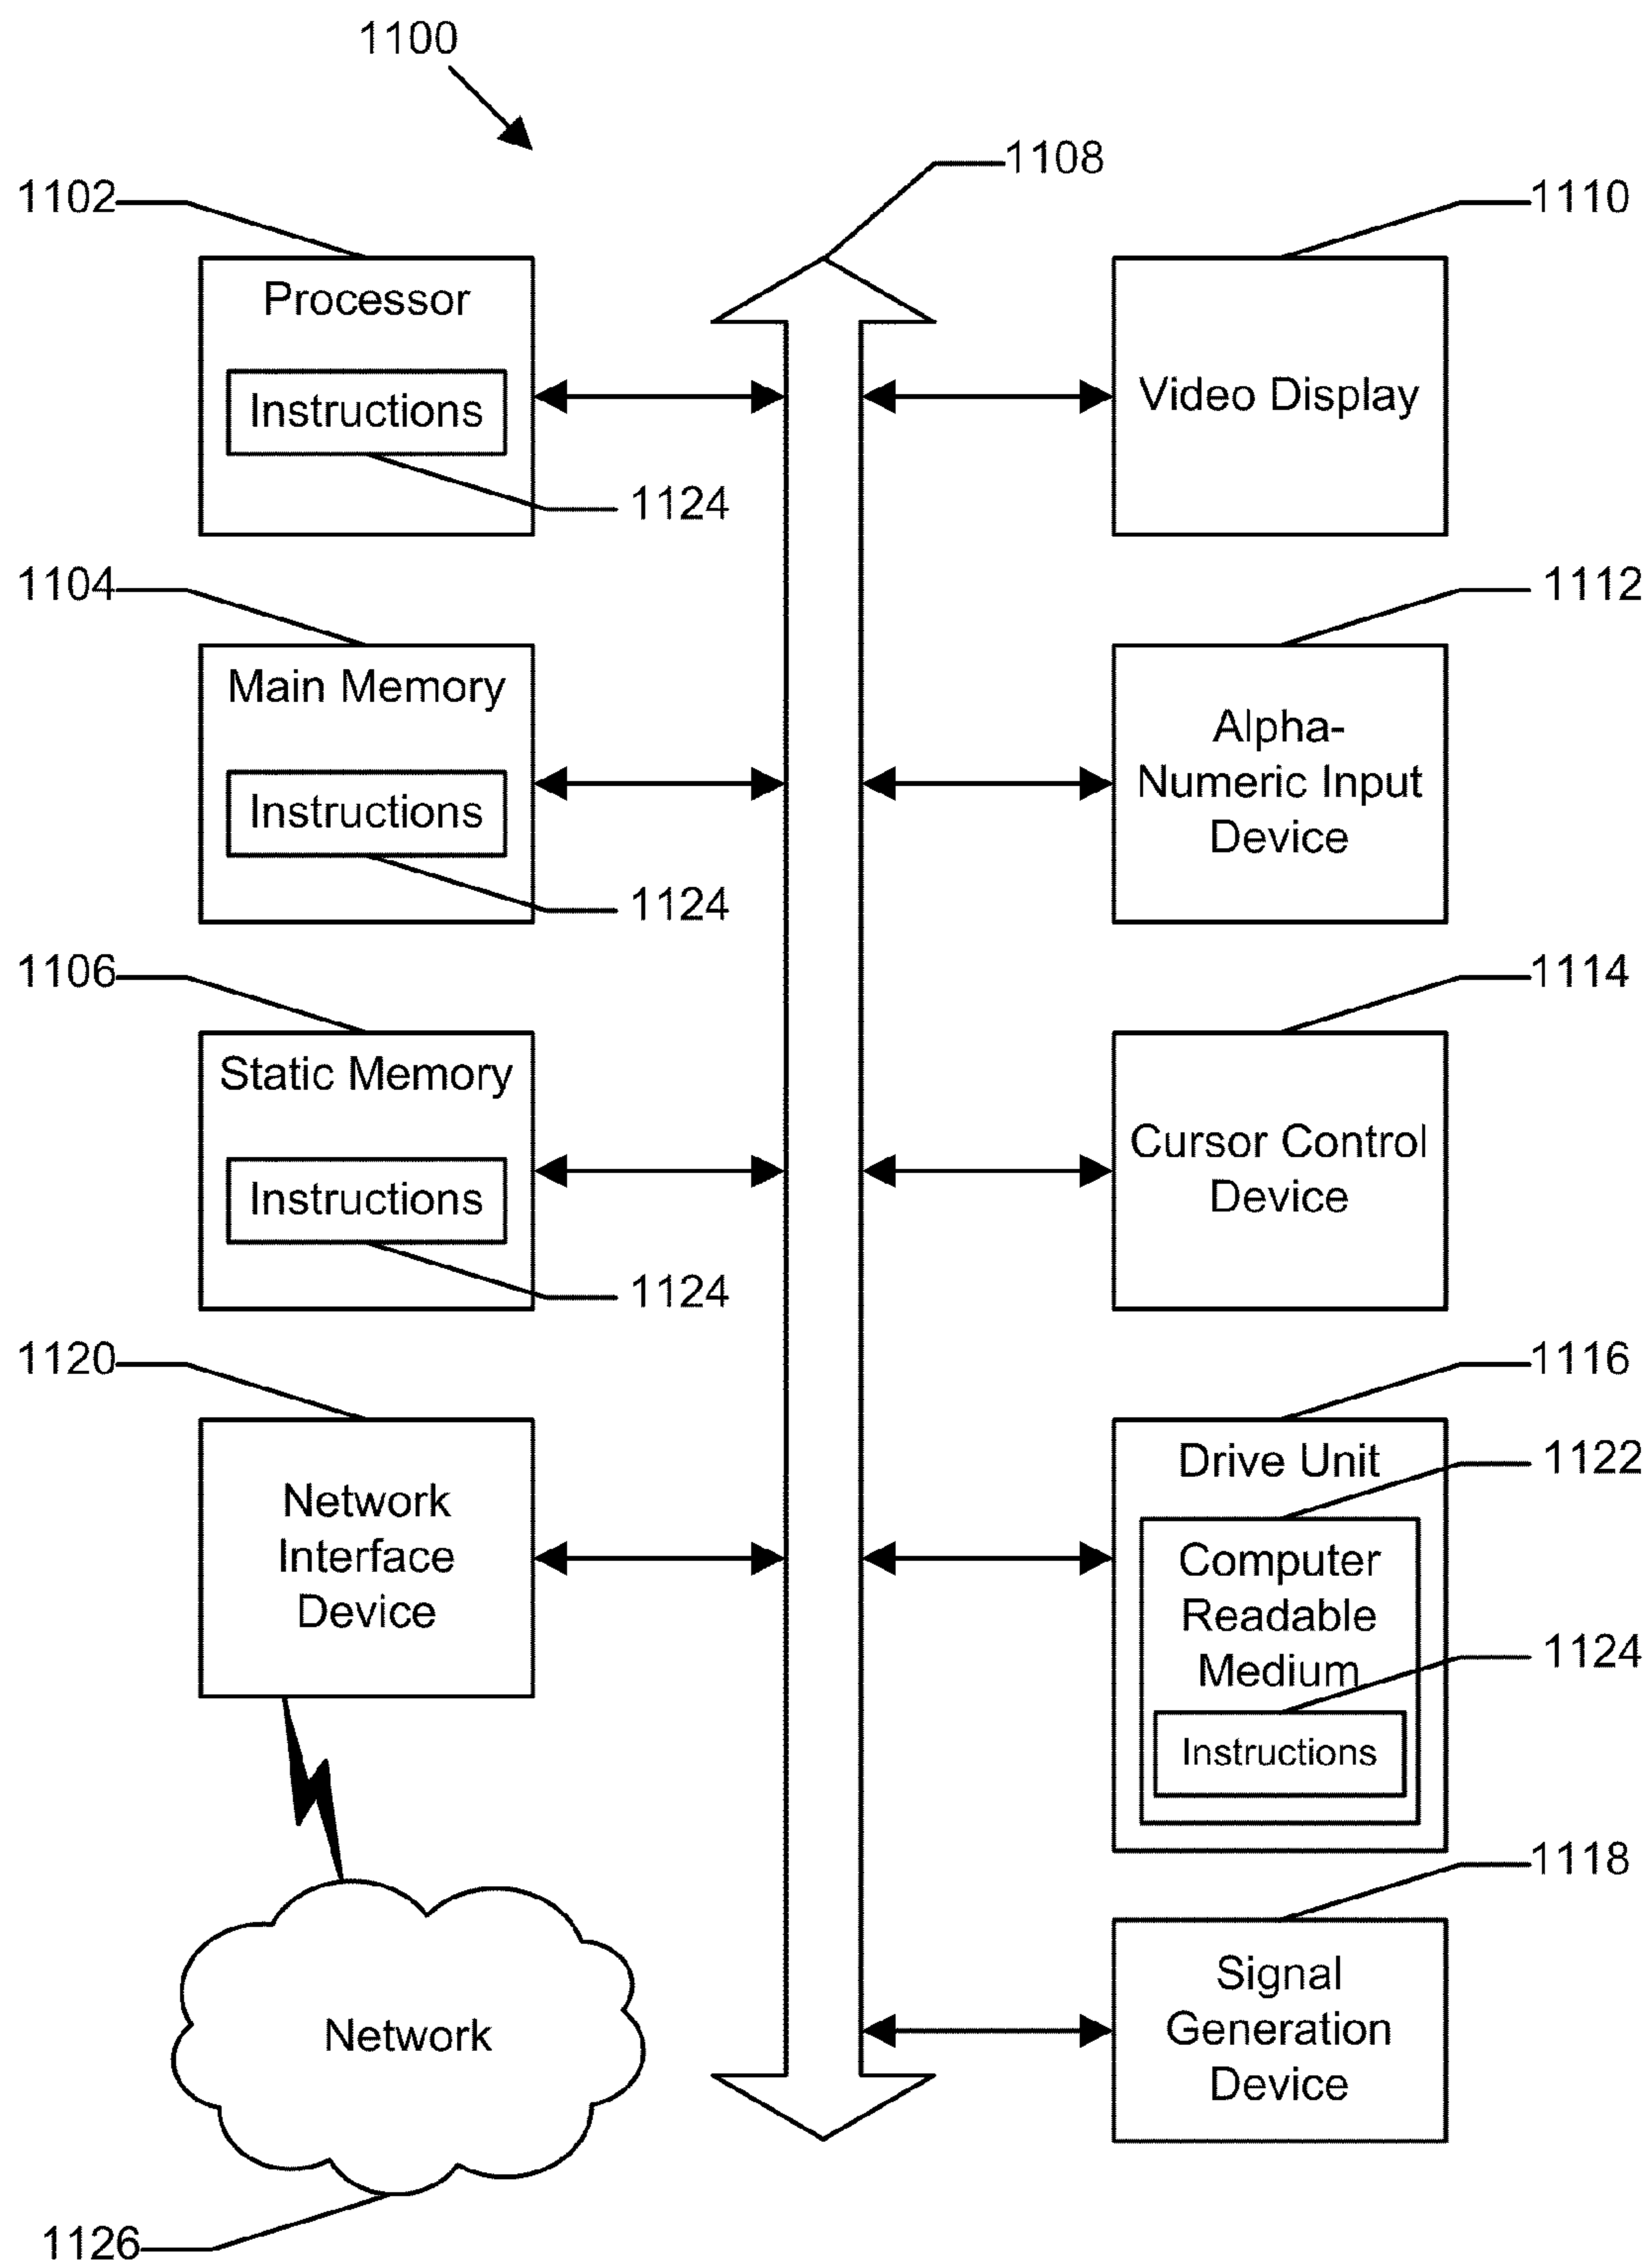 1100
1108
1102
1110
Processor
Instructions
1124
Video Display
1104
1112
Main Memory
Instructions
1124
Alpha-
Numeric Input
Device
1106
1114
Static Memory
Instructions
1124
Cursor Control
Device
1120
1116
Network
Interface
Device
Drive Unit
1122
Computer
Readable
Medium
1124
Instructions
1118
Network
Signal
Generation
Device
1126